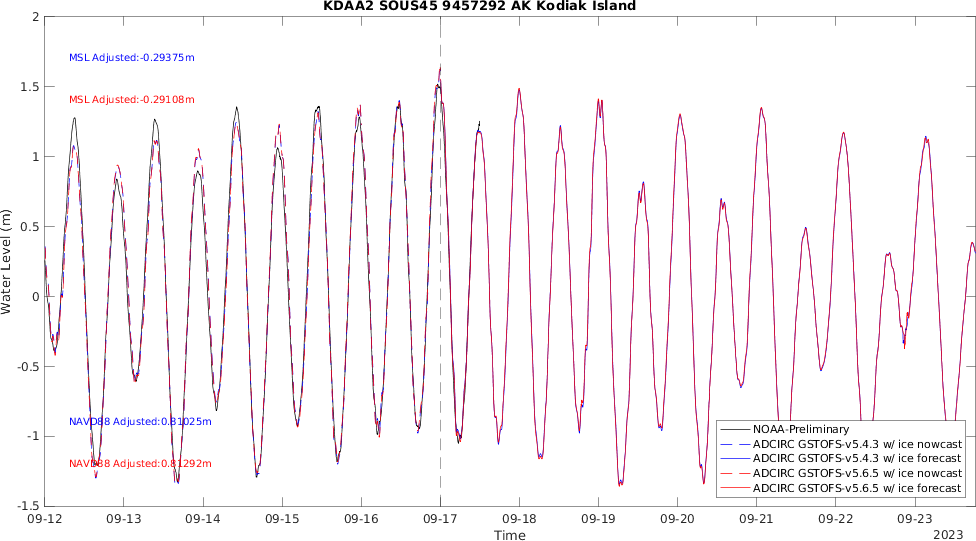 KDAA2 SOUS45 9457292 AK Kodiak Island
2
1.5
1
0.5
0
-0.5
-1
-1.5
Water Level (m)
MSL Adjusted:-0.29375m
MSL Adjusted:-0.29108m
NAVD88 Adjusted:0.81025m
NAVD88 Adjusted:0.81292m
NOAA-Preliminary
ADCIRC GSTOFS-v5.4.3 w/ ice nowcast
ADCIRC GSTOFS-v5.4.3 w/ ice forecast
ADCIRC GSTOFS-v5.6.5 w/ ice nowcast
ADCIRC GSTOFS-v5.6.5 w/ ice forecast
09-12 09-13 09-14 09-15 09-16 09-17 09-18 09-19 09-20 09-21 09-22 09-23
Time
2023